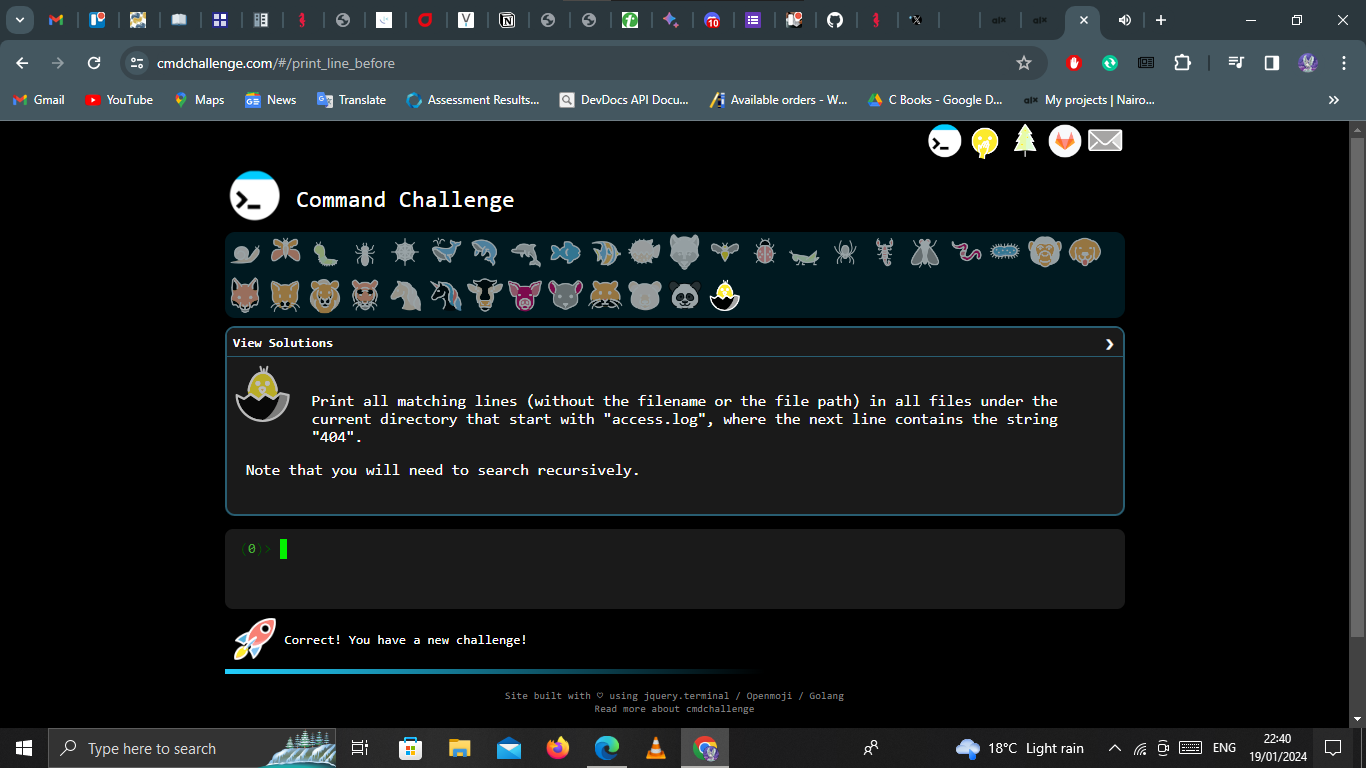 10
alx
alx
cmdchallenge.com/#/print_line_before
Gmail
YouTube
Maps
News
Translate
Assessment Results...
DevDocs API Docu...
Available orders - W...
C Books - Google D...
alx
My projects | Nairo...
»
Command Challenge
View Solutions
Print all matching lines (without the filename or the file path) in all files under the
current directory that start with "access.log", where the next line contains the string
"404".
Note that you will need to search recursively.
(0)>
Correct! You have a new challenge!
Site built with ♡ using jquery.terminal / Openmoji / Golang
Read more about cmdchallenge
Type here to search
18°C Light rain
ENG
22:40
19/01/2024